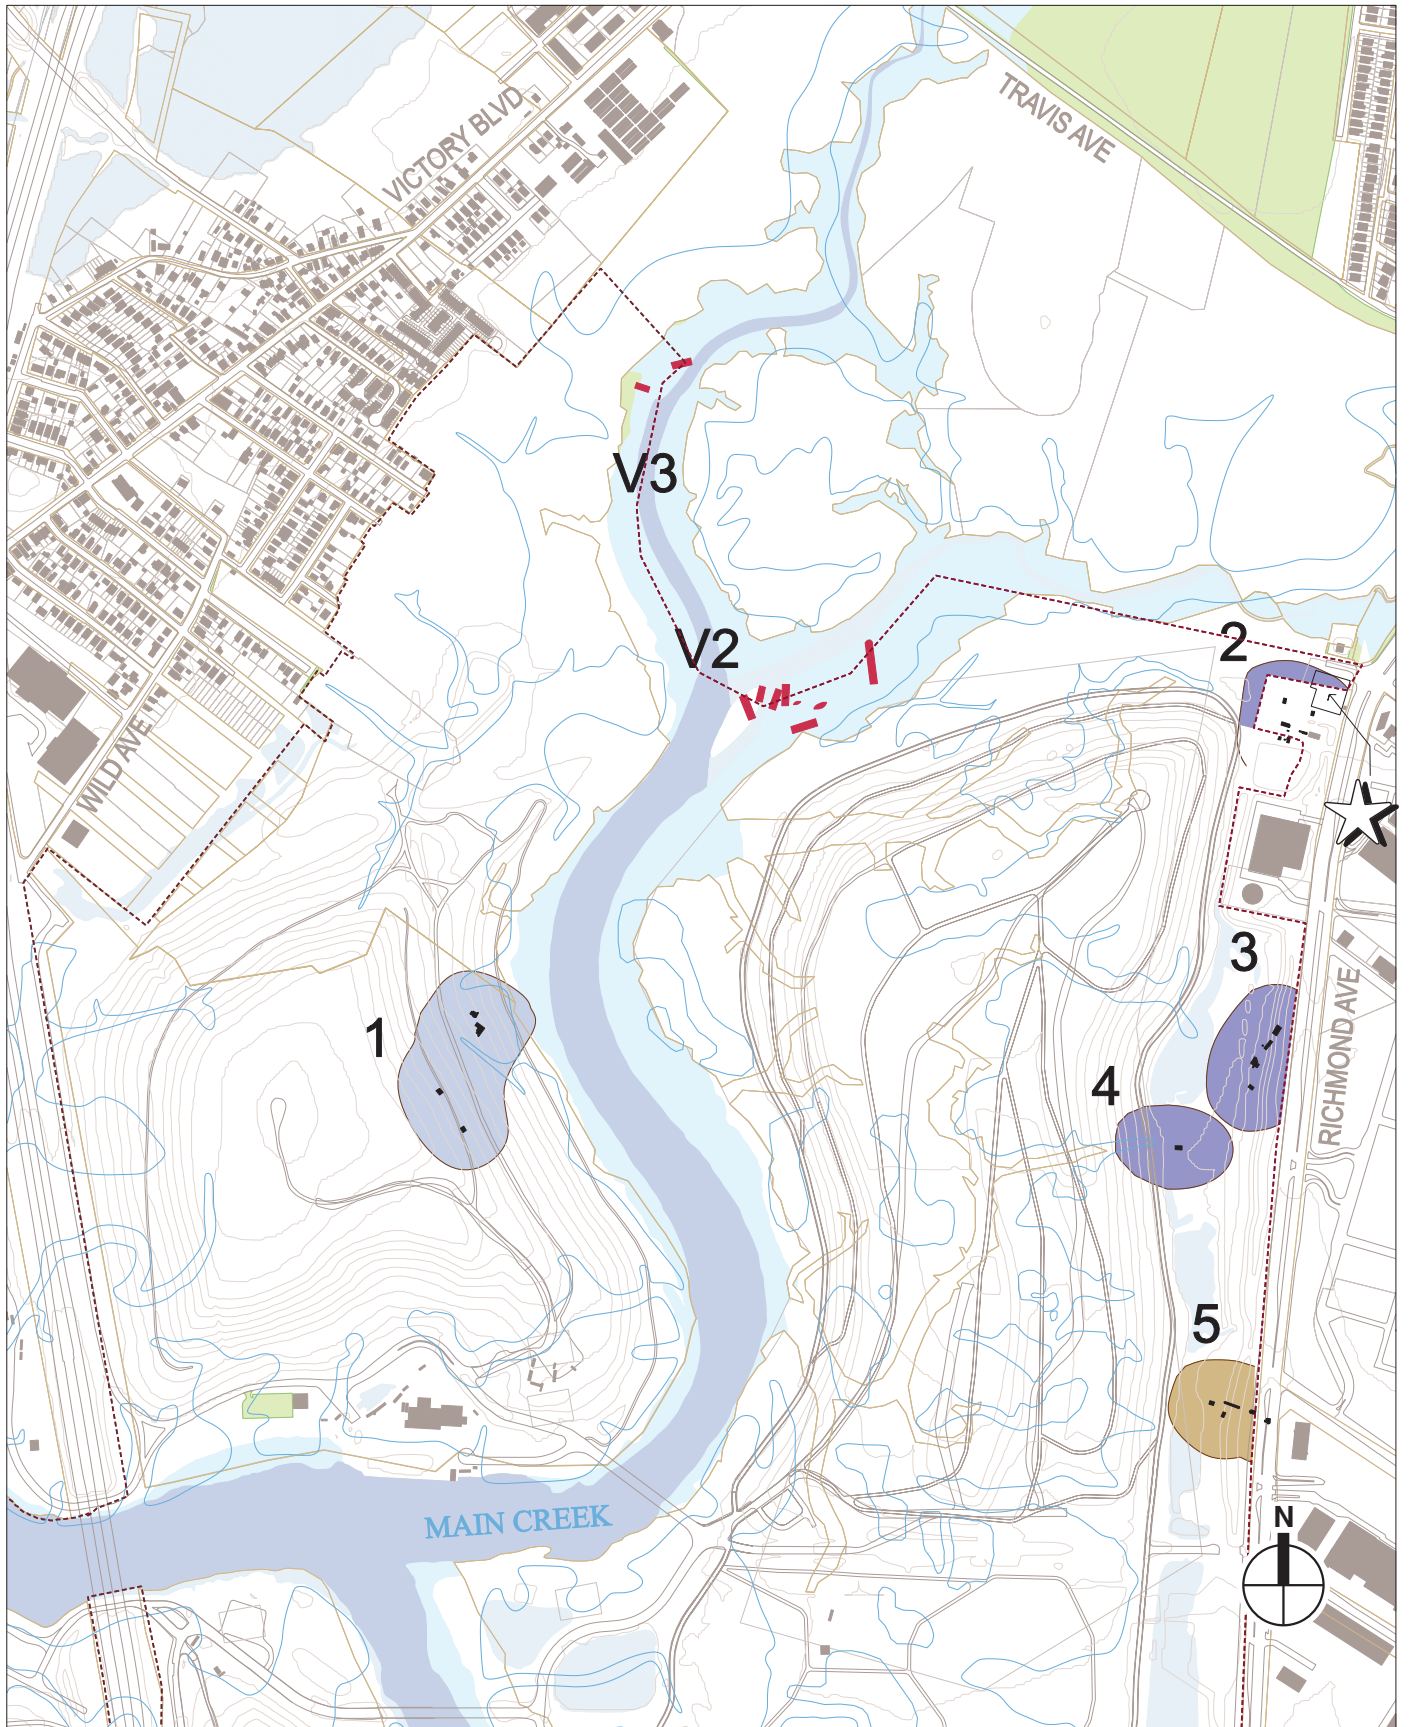 TRAVIS AVE
VICTORY BLVD
V3
2
V2
WILD AVE
3
RICHMOND AVE
1
4
5
MAIN CREEK
N